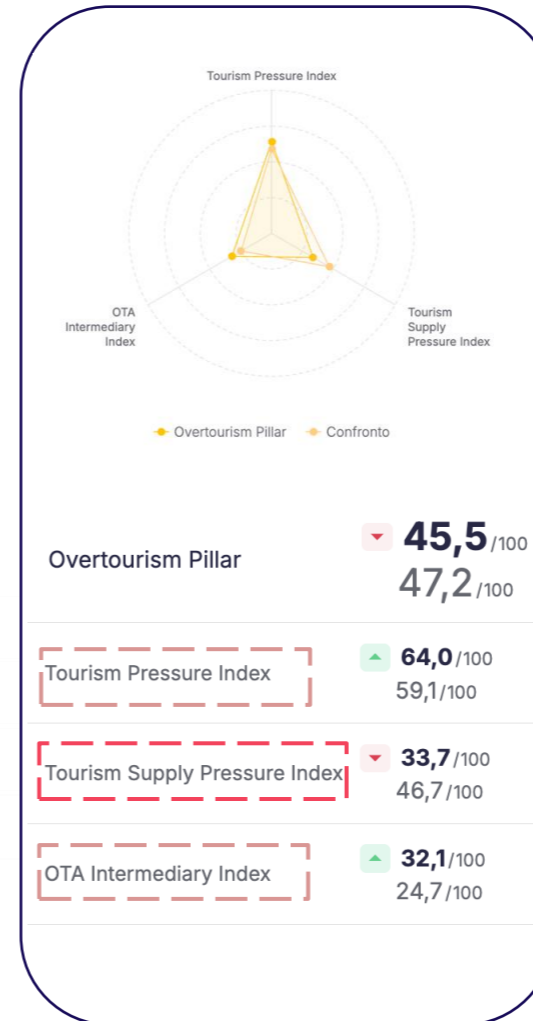 Tourism Pressure Index
OTA
Intermediary
Index
Tourism
Supply
Pressure Index
Overtourism Pillar
Confronto
Overtourism Pillar
45,5/100
47,2/100
Tourism Pressure Index
64,0/100
59,1/100
Tourism Supply Pressure Index
33,7/100
46,7/100
OTA Intermediary Index
32,1/100
24,7/100